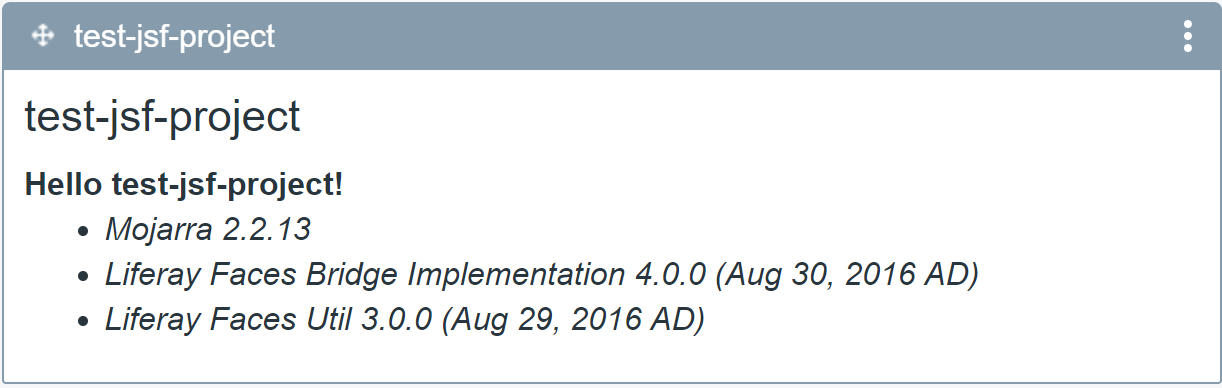 test-jsf-project
test-jsf-project
Hello test-jsf-project!
• Mojarra 2.2.13
• Liferay Faces Bridge Implementation 4.0.0 (Aug 30, 2016 AD)
• Liferay Faces Util 3.0.0 (Aug 29, 2016 AD)